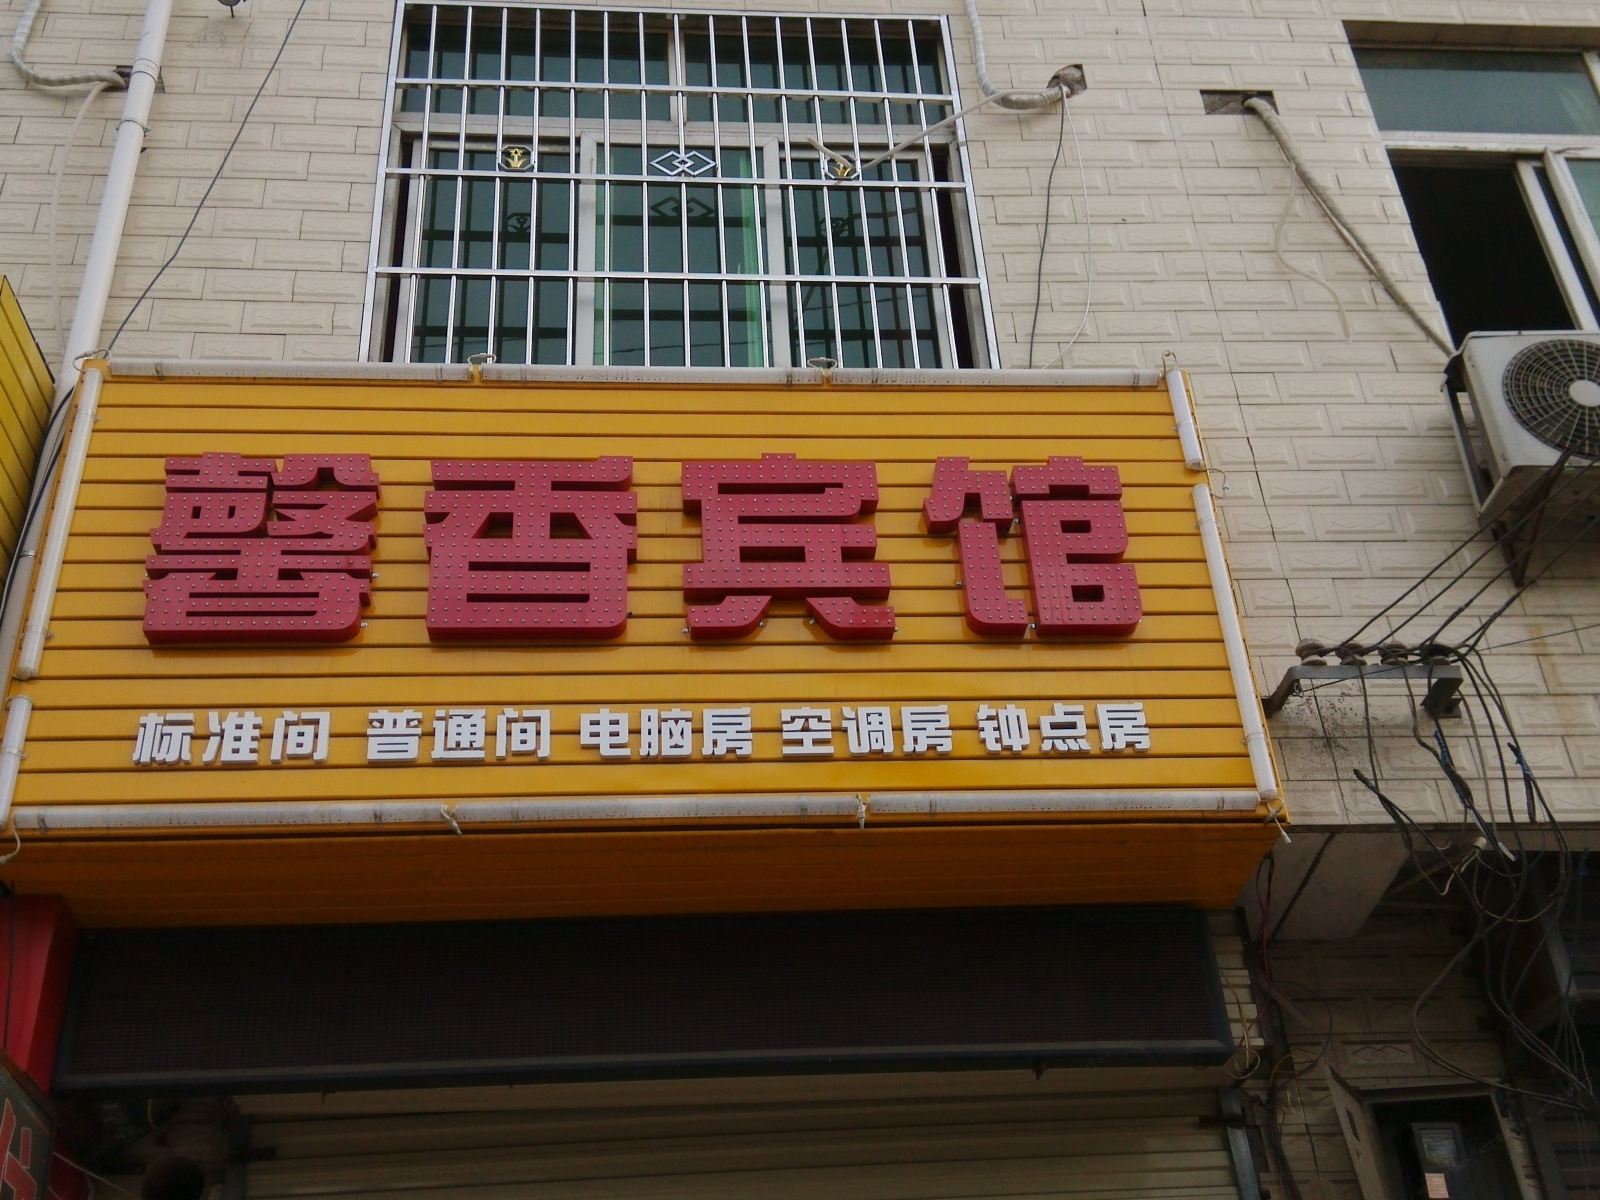 馨香宾馆
标准间 普通间 电脑房 空调房 钟点房